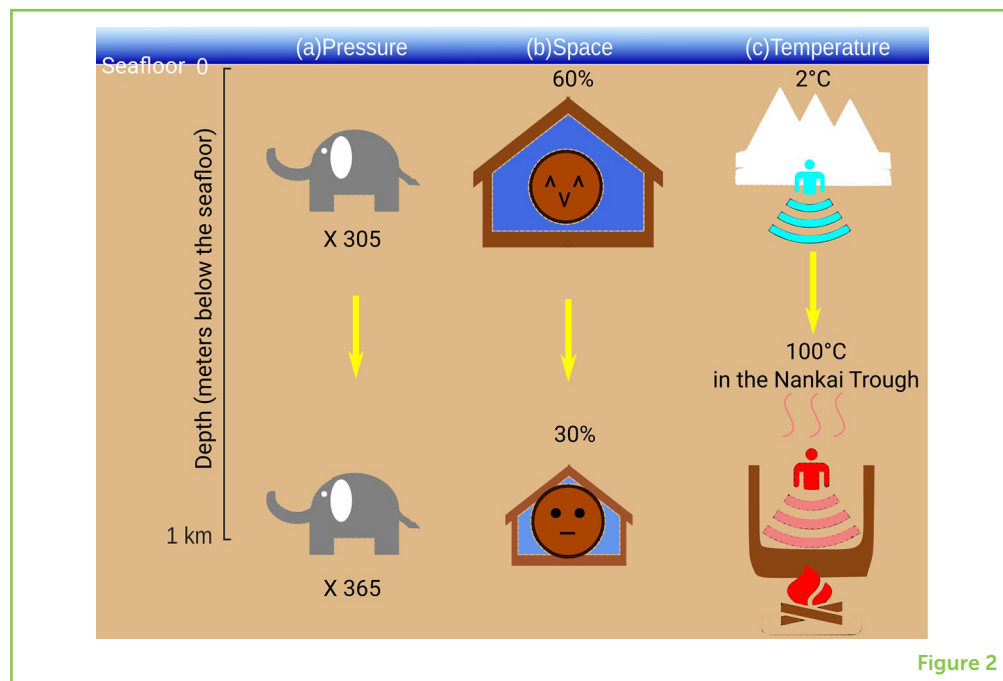 (a)Pressure
(b)Space
(c)Temperature
Seafloor 0
60%
2°C
Depth (meters below the seafloor)
X 305
100°C
in the Nankai Trough
30%
1 km
X 365
Figure 2